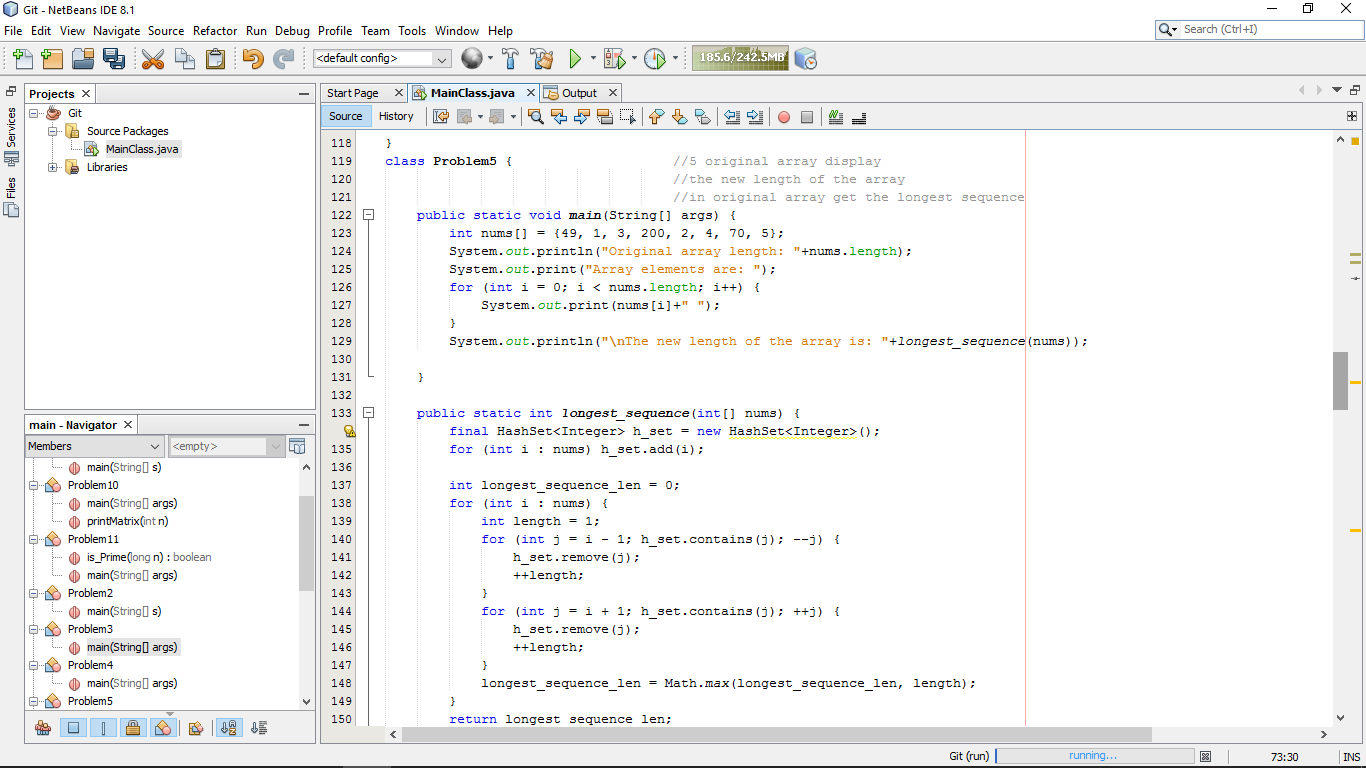 Git - NetBeans IDE 8.1
File Edit View Navigate Source Refactor Run Debug Profile Team Tools Window Help
Search (Ctrl+I)
<default config>
185.6/242.5MB
Services
Files
Projects
Git
Source Packages
MainClass.java
Libraries
main - Navigator
Members
<empty>
main(String[] s)
Problem10
main(String[] args)
printMatrix(int n)
Problem11
is_Prime(long n) : boolean
main(String[] args)
Problem2
main(String[] s)
Problem3
main(String[] args)
Problem4
main(String[] args)
Problem5
Start Page MainClass.java Output
Source History
118 }
119 class Problem5 { //5 original array display
120 //the new length of the array
121 //in original array get the longest sequence
122 public static void main(String[] args) {
123 int nums[] = {49, 1, 3, 200, 2, 4, 70, 5};
124 System.out.println("Original array length: "+nums.length);
125 System.out.print("Array elements are: ");
126 for (int i = 0; i < nums.length; i++) {
127 System.out.print(nums[i]+" ");
128 }
129 System.out.println("\nThe new length of the array is: "+longest_sequence(nums));
130
131 }
132
133 public static int longest_sequence(int[] nums) {
final HashSet<Integer> h_set = new HashSet<Integer>();
135 for (int i : nums) h_set.add(i);
136
137 int longest_sequence_len = 0;
138 for (int i : nums) {
139 int length = 1;
140 for (int j = i - 1; h_set.contains(j); --j) {
141 h_set.remove(j);
142 ++length;
143 }
144 for (int j = i + 1; h_set.contains(j); ++j) {
145 h_set.remove(j);
146 ++length;
147 }
148 longest_sequence_len = Math.max(longest_sequence_len, length);
149 }
150 return longest_sequence_len;
Git (run) running... 73:30 INS